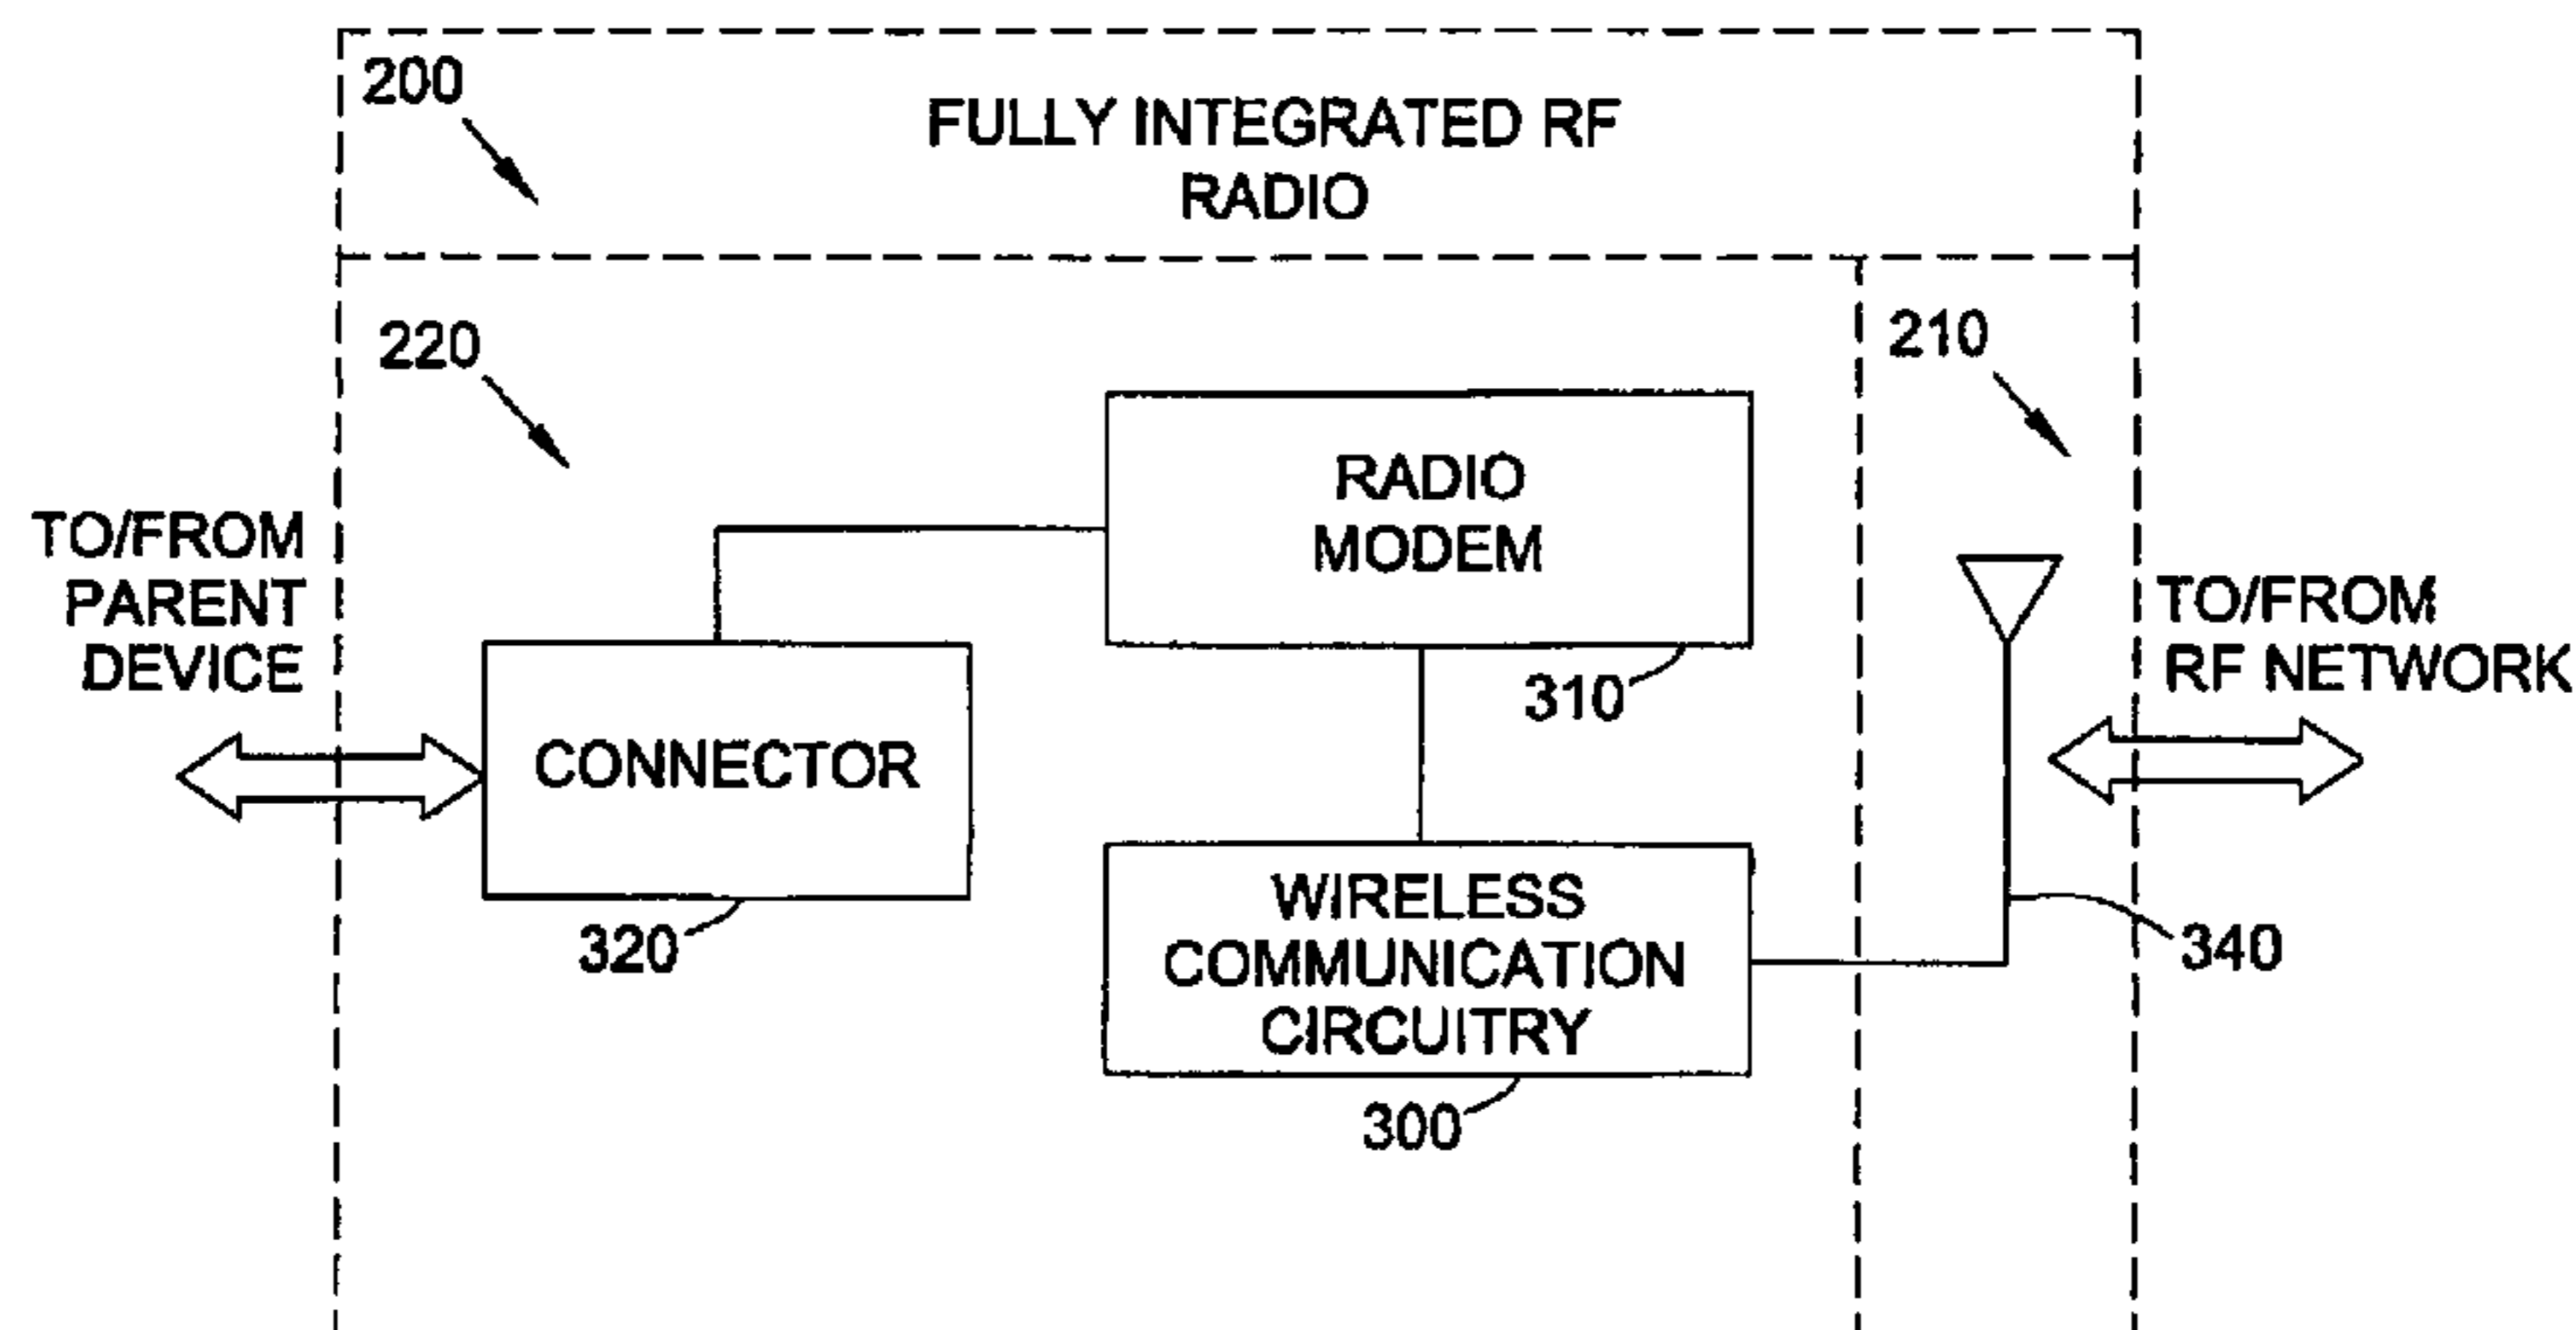 200
FULLY INTEGRATED RF
RADIO
220
210
RADIO
MODEM
310
TO/FROM
PARENT
DEVICE
CONNECTOR
320
WIRELESS
COMMUNICATION
CIRCUITRY
300
TO/FROM
RF NETWORK
340